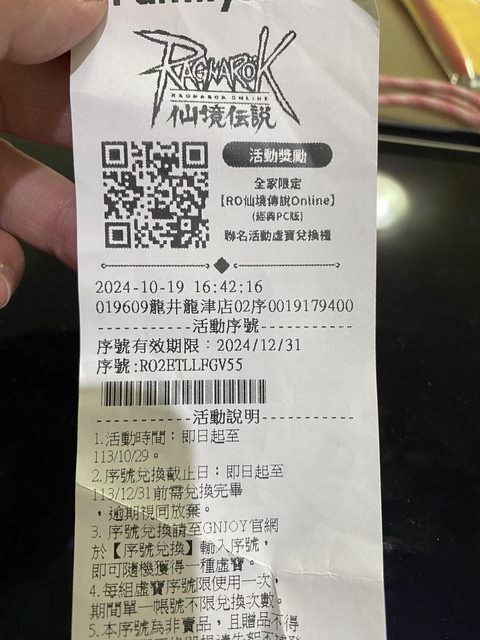 RAGNARÖK
RAGNARÖK ONLINE
仙境伝説
活動獎勵
全家限定
【RO仙境傳說Online】
(經典PC版)
聯名活動虛寶兌換機
2024-10-19 16:42:16
019609龍井龍津店02序0019179400
------------活動序號------------
序號有效期限：2024/12/31
序號:RO2ETLLFGV55
------------活動說明------------
1.活動時間：即日起至
113/10/29。
2.序號兌換截止日：即日起至
113/12/31前需兌換完畢
，逾期視同放棄。
3. 序號兌換請至GNJOY官網
於【序號兌換】輸入序號，
即可隨機獲得一種虛寶。
4.每組虛寶序號限使用一次，
期間單一帳號不限兌換次數。
5.本序號為非賣品，且贈品不得